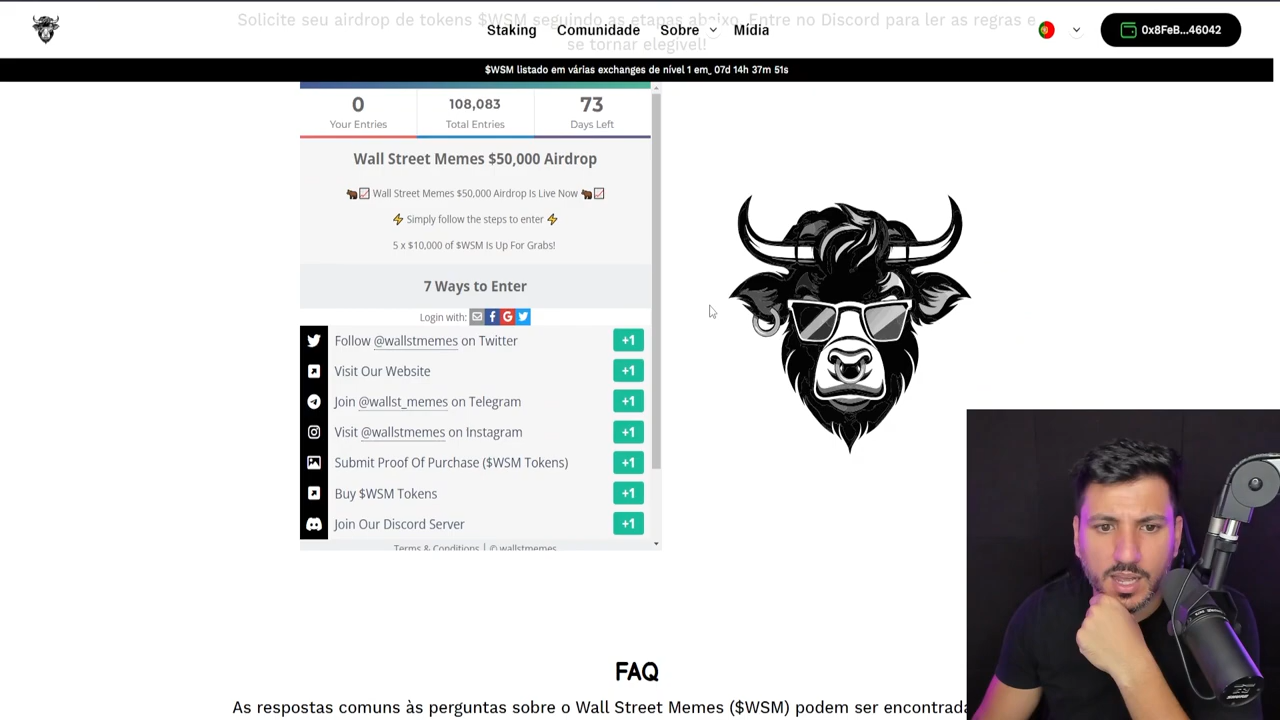 Solicite seu airdrop de tokens $WSM seguindo as etapas abaixo. Entre no Discord para ler as regras e
se tornar elegível!
Staking Comunidade Sobre Mídia
0x8FeB...46042
$WSM listado em várias exchanges de nível 1 em_ 07d 14h 37m 51s
0 108,083 73
Your Entries Total Entries Days Left
Wall Street Memes $50,000 Airdrop
Wall Street Memes $50,000 Airdrop Is Live Now
Simply follow the steps to enter
5 x $10,000 of $WSM Is Up For Grabs!
7 Ways to Enter
Login with:
Follow @wallstmemes on Twitter +1
Visit Our Website +1
Join @wallst_memes on Telegram +1
Visit @wallstmemes on Instagram +1
Submit Proof Of Purchase ($WSM Tokens) +1
Buy $WSM Tokens +1
Join Our Discord Server +1
Terms & Conditions | © wallstmemes
FAQ
As respostas comuns às perguntas sobre o Wall Street Memes ($WSM) podem ser encontrada